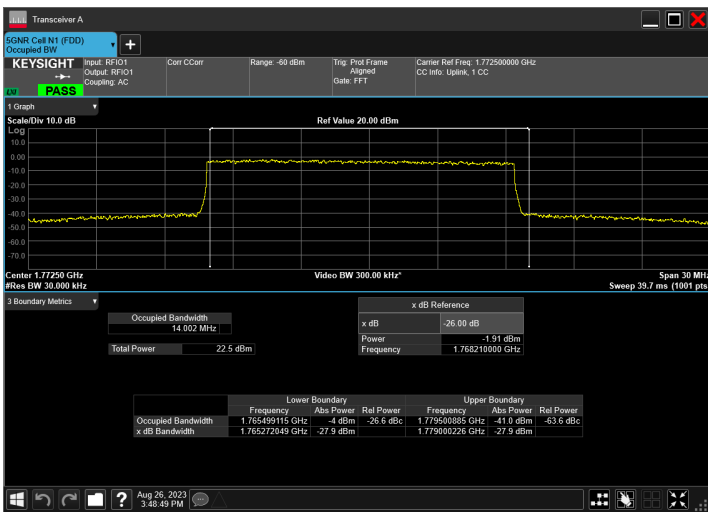 Transceiver A
5GNR Cell N1 (FDD)
Occupied BW
KEYSIGHT Input: RFIO1 Corr CCorr Range: -60 dBm Trig: Prot Frame Carrier Ref Freq: 1.772500000 GHz
Output: RFIO1 Aligned CC Info: Uplink, 1 CC
Coupling: AC Gate: FFT
PASS
1 Graph
Scale/Div 10.0 dB Ref Value 20.00 dBm
Log
10.0
0.00
-10.0
-20.0
-30.0
-40.0
-50.0
-60.0
-70.0
Center 1.77250 GHz Video BW 300.00 kHz* Span 30 MHz
#Res BW 30.000 kHz Sweep 39.7 ms (1001 pts
3 Boundary Metrics
Occupied Bandwidth
14.002 MHz
Total Power 22.5 dBm
x dB Reference
x dB -26.00 dB
Power -1.91 dBm
Frequency 1.768210000 GHz
Lower Boundary Upper Boundary
Frequency Abs Power Rel Power Frequency Abs Power Rel Power
Occupied Bandwidth 1.765499115 GHz -4 dBm -26.6 dBc 1.779500885 GHz -41.0 dBm -63.6 dBc
x dB Bandwidth 1.765272049 GHz -27.9 dBm 1.779000226 GHz -27.9 dBm
? Aug 26, 2023
3:48:49 PM